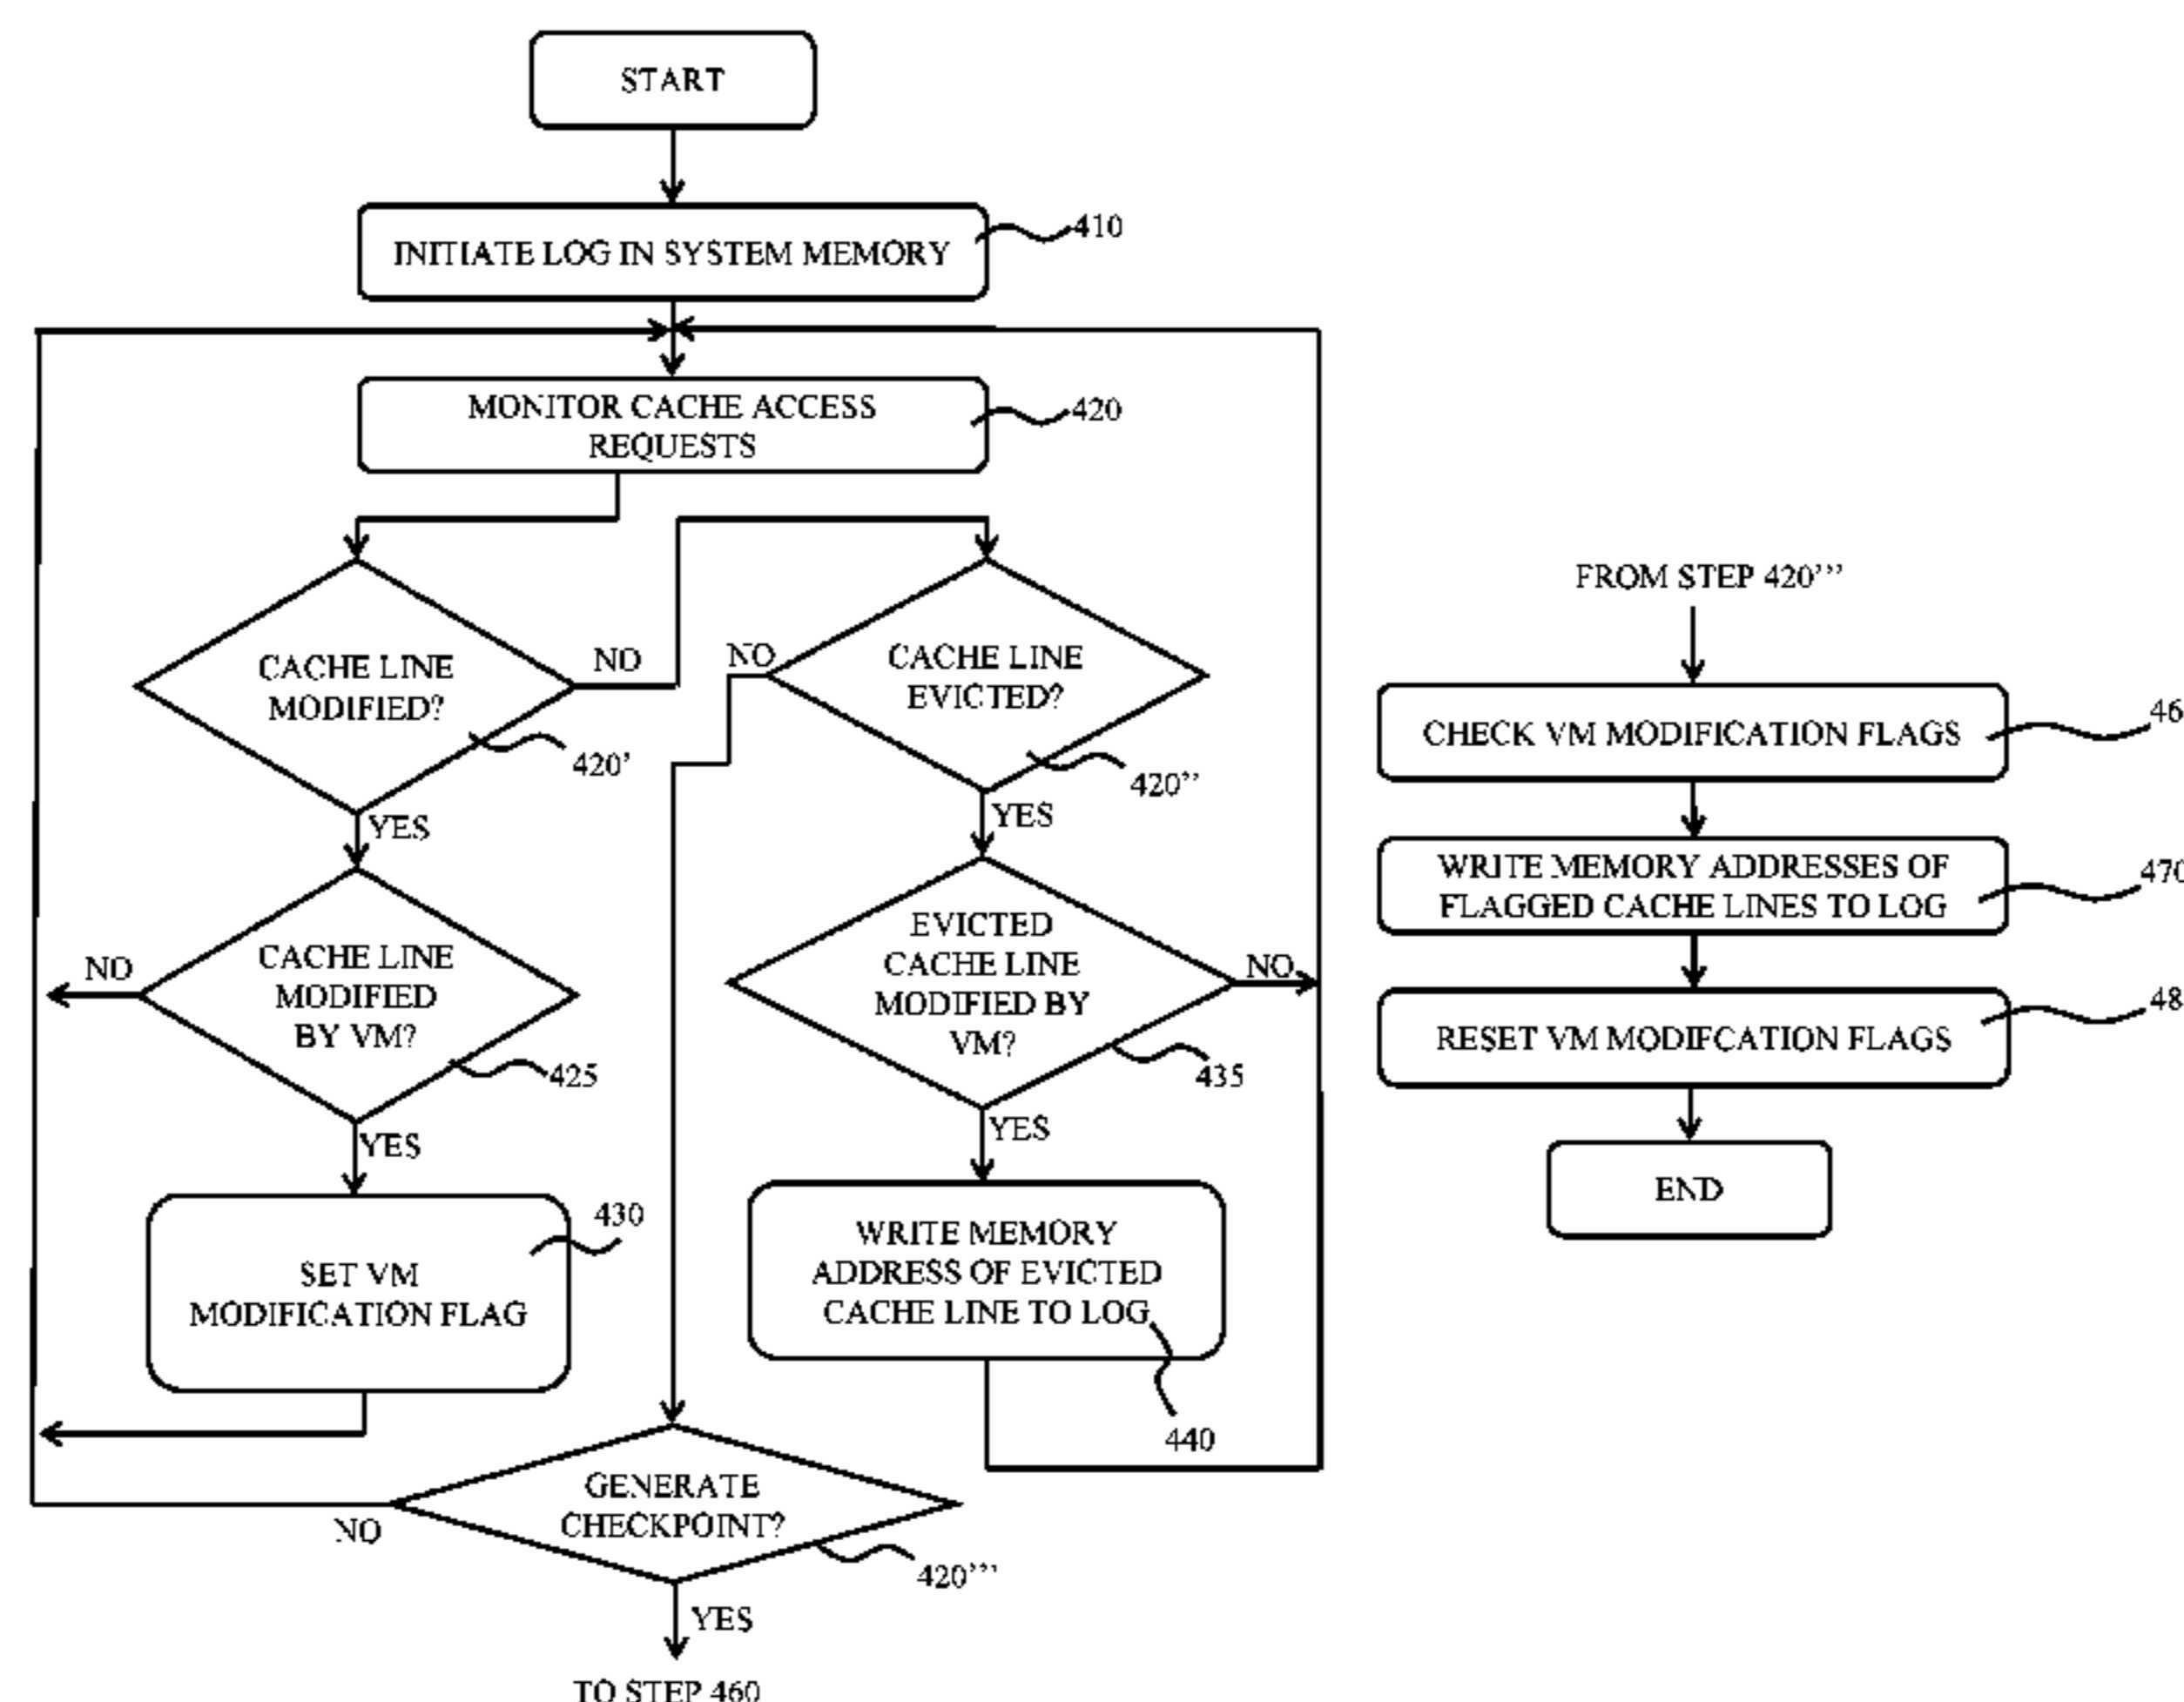 START
INITIATE LOG IN SYSTEM MEMORY
410
MONITOR CACHE ACCESS
REQUESTS
420
CACHE LINE
MODIFIED?
NO
420’
YES
NO
CACHE LINE
EVICTED?
420’’
YES
CACHE LINE
MODIFIED
BY VM?
NO
425
YES
EVICTED
CACHE LINE
MODIFIED BY
VM?
NO
435
YES
SET VM
MODIFICATION FLAG
430
WRITE MEMORY
ADDRESS OF EVICTED
CACHE LINE TO LOG
440
GENERATE
CHECKPOINT?
NO
420’’’
YES
TO STEP 460
FROM STEP 420’’’
CHECK VM MODIFICATION FLAGS
46
WRITE MEMORY ADDRESSES OF
FLAGGED CACHE LINES TO LOG
470
RESET VM MODIFCATION FLAGS
48
END